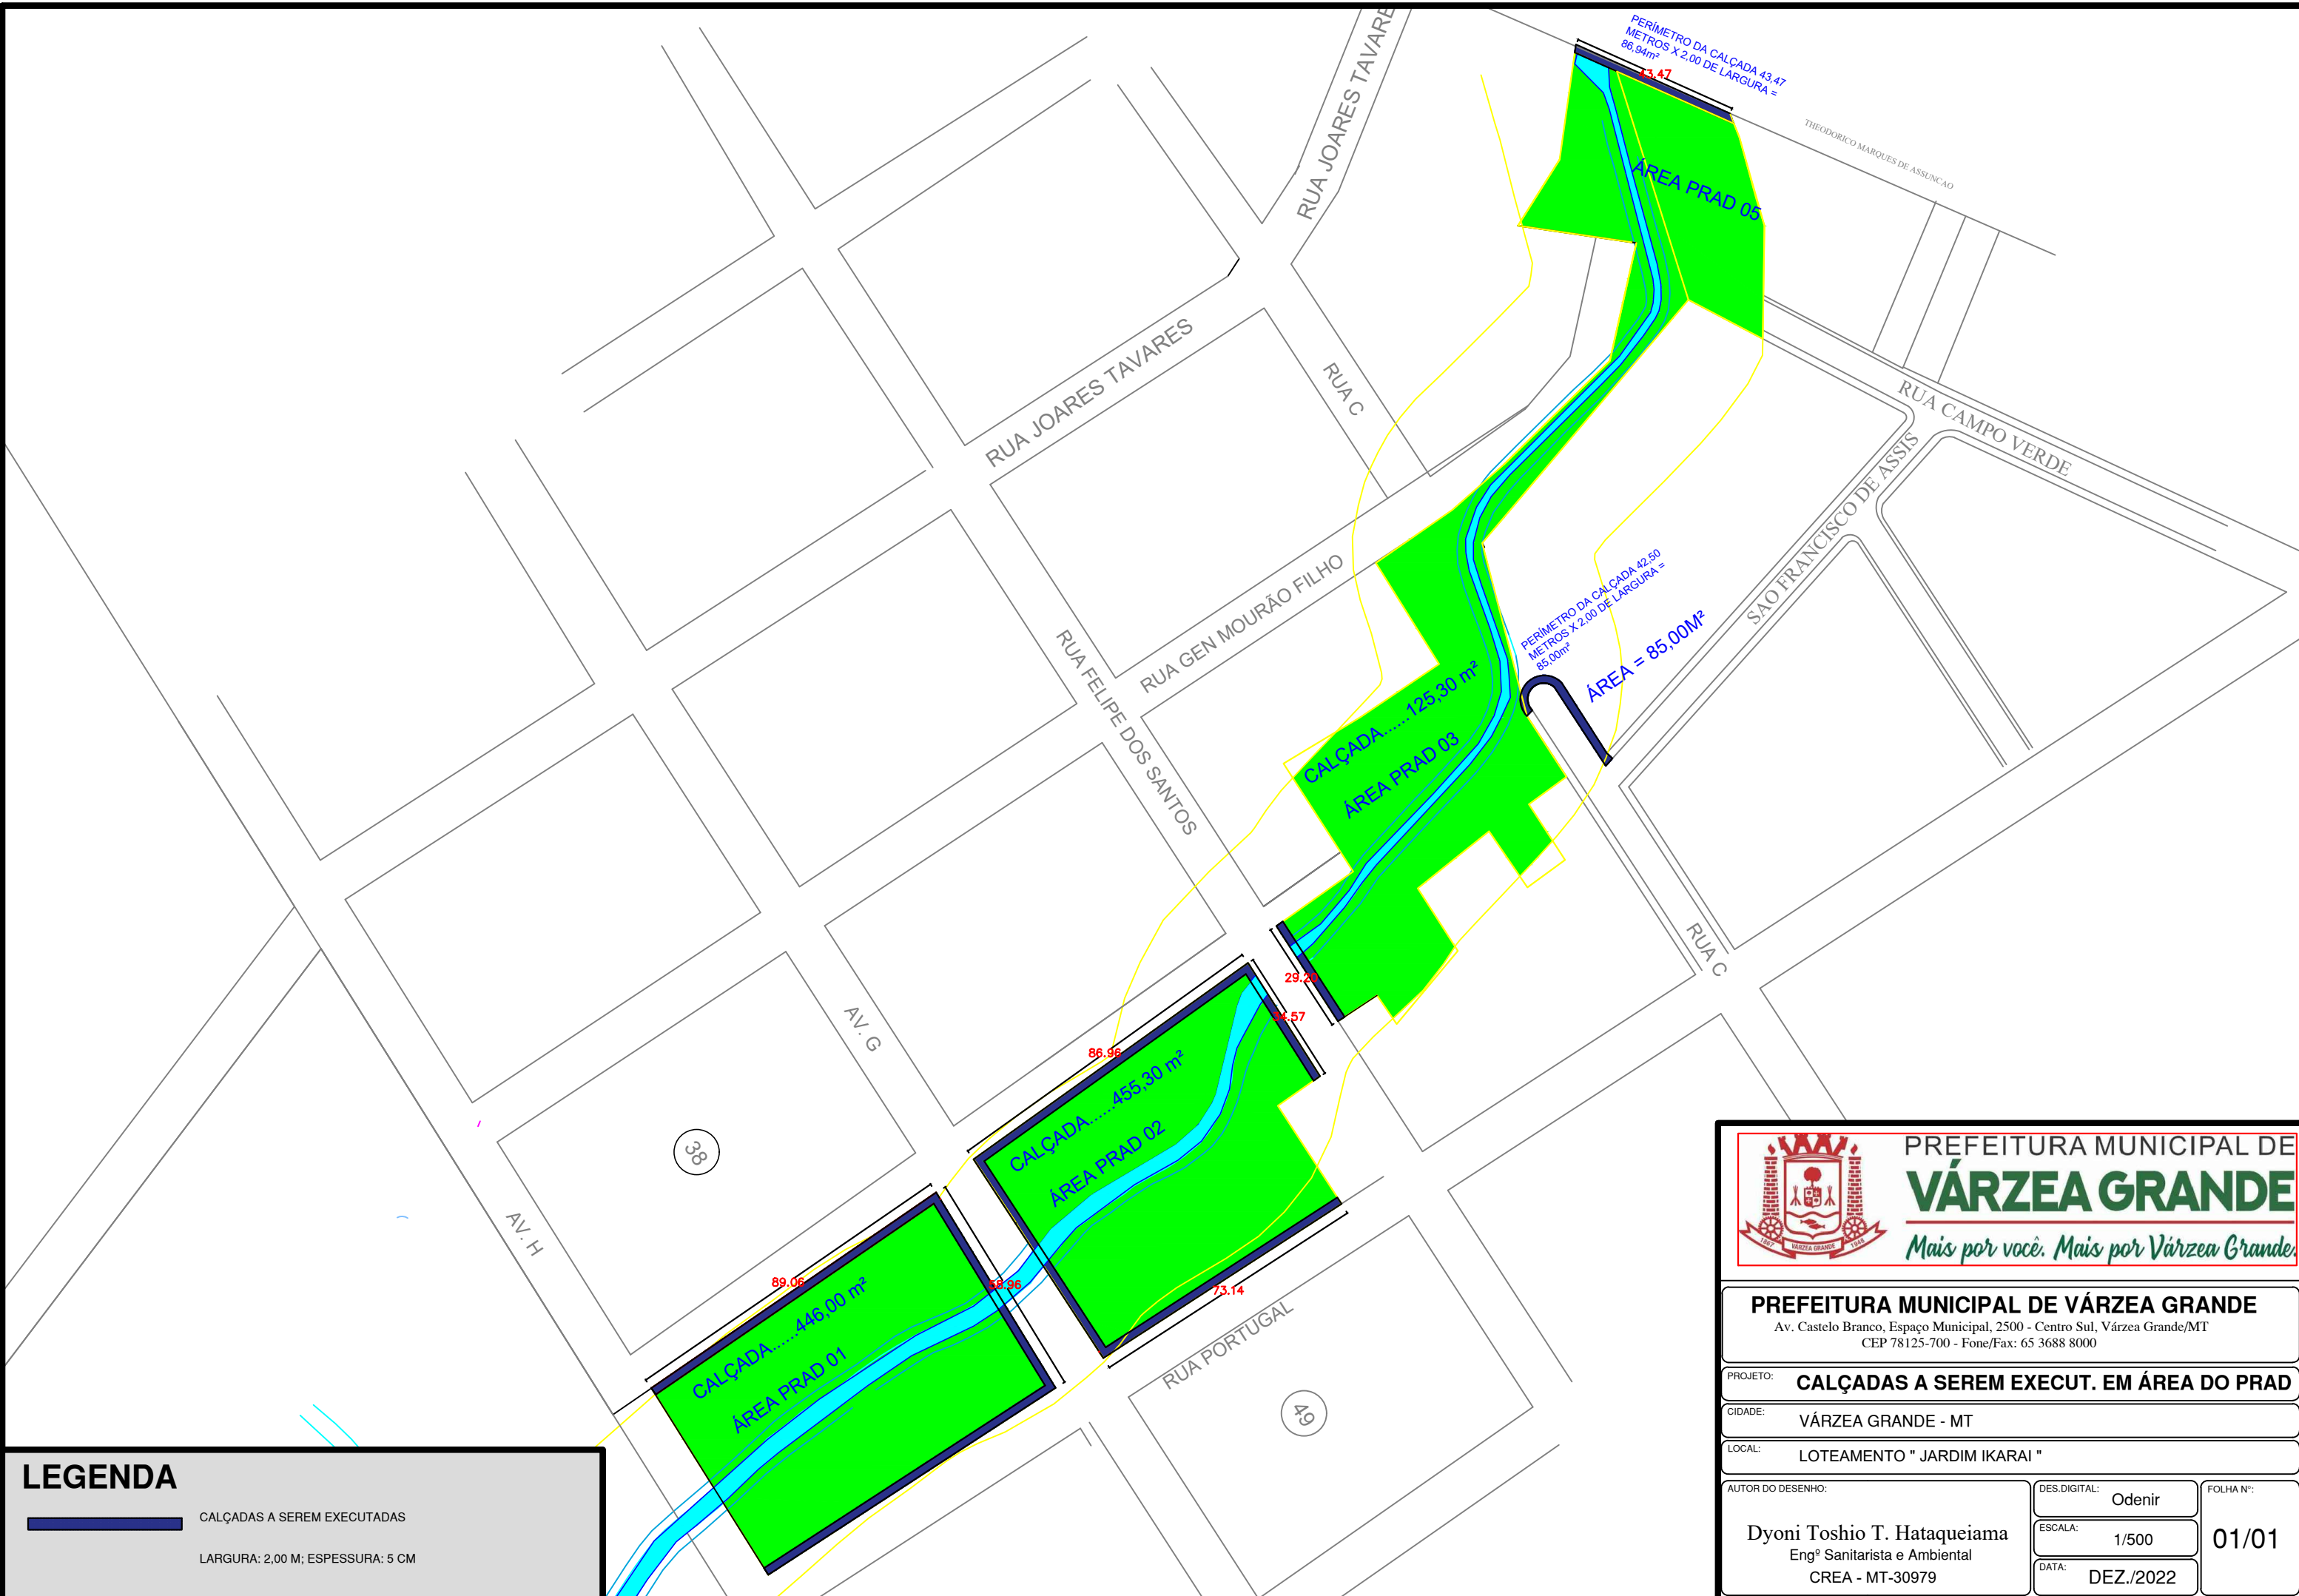 PERÍMETRO DA CALÇADA 43,47
METROS X 2,00 DE LARGURA =
86,94m²
43.47
THEODORICO MARQUES DE ASSUNCAO
RUA JOARES TAVARE
ÁREA PRAD 05
RUA JOARES TAVARES
RUA C
RUA CAMPO VERDE
SAO FRANCISCO DE ASSIS
RUA GEN MOURÃO FILHO
RUA FELIPE DOS SANTOS
PERÍMETRO DA CALÇADA 42,50
METROS X 2,00 DE LARGURA =
85,00m²
ÁREA = 85,00M²
CALÇADA......125,30 m²
ÁREA PRAD 03
RUA C
29.20
34.57
86.96
CALÇADA.....455,30 m²
ÁREA PRAD 02
AV. G
38
AV. H
89.06
58.96
73.14
CALÇADA.....446,00 m²
ÁREA PRAD 01
RUA PORTUGAL
49
LEGENDA
CALÇADAS A SEREM EXECUTADAS
LARGURA: 2,00 M; ESPESSURA: 5 CM
1867 VÁRZEA GRANDE 1948
PREFEITURA MUNICIPAL DE
VÁRZEA GRANDE
Mais por você. Mais por Várzea Grande.
PREFEITURA MUNICIPAL DE VÁRZEA GRANDE
Av. Castelo Branco, Espaço Municipal, 2500 - Centro Sul, Várzea Grande/MT
CEP 78125-700 - Fone/Fax: 65 3688 8000
PROJETO: CALÇADAS A SEREM EXECUT. EM ÁREA DO PRAD
CIDADE: VÁRZEA GRANDE - MT
LOCAL: LOTEAMENTO " JARDIM IKARAI "
AUTOR DO DESENHO:
Dyoni Toshio T. Hataqueiama
Engº Sanitarista e Ambiental
CREA - MT-30979
DES.DIGITAL: Odenir
ESCALA: 1/500
DATA: DEZ./2022
FOLHA N°:
01/01